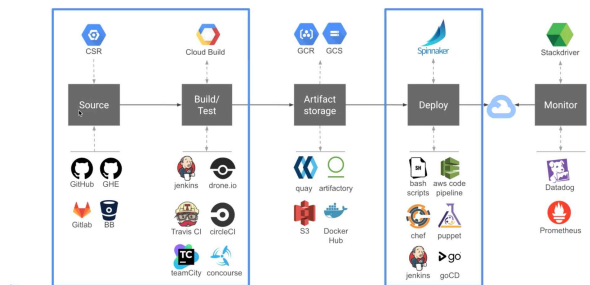 CSR
Cloud Build
GCR GCS
Spinnaker
Stackdriver
Source
Build/
Test
Artifact
storage
Deploy
Monitor
GitHub GHE
Gitlab BB
jenkins drone.io
Travis CI circleCI
TC
teamCity concourse
quay artifactory
S3 Docker
Hub
SH
bash aws code
scripts pipeline
chef puppet
go
jenkins goCD
Datadog
Prometheus